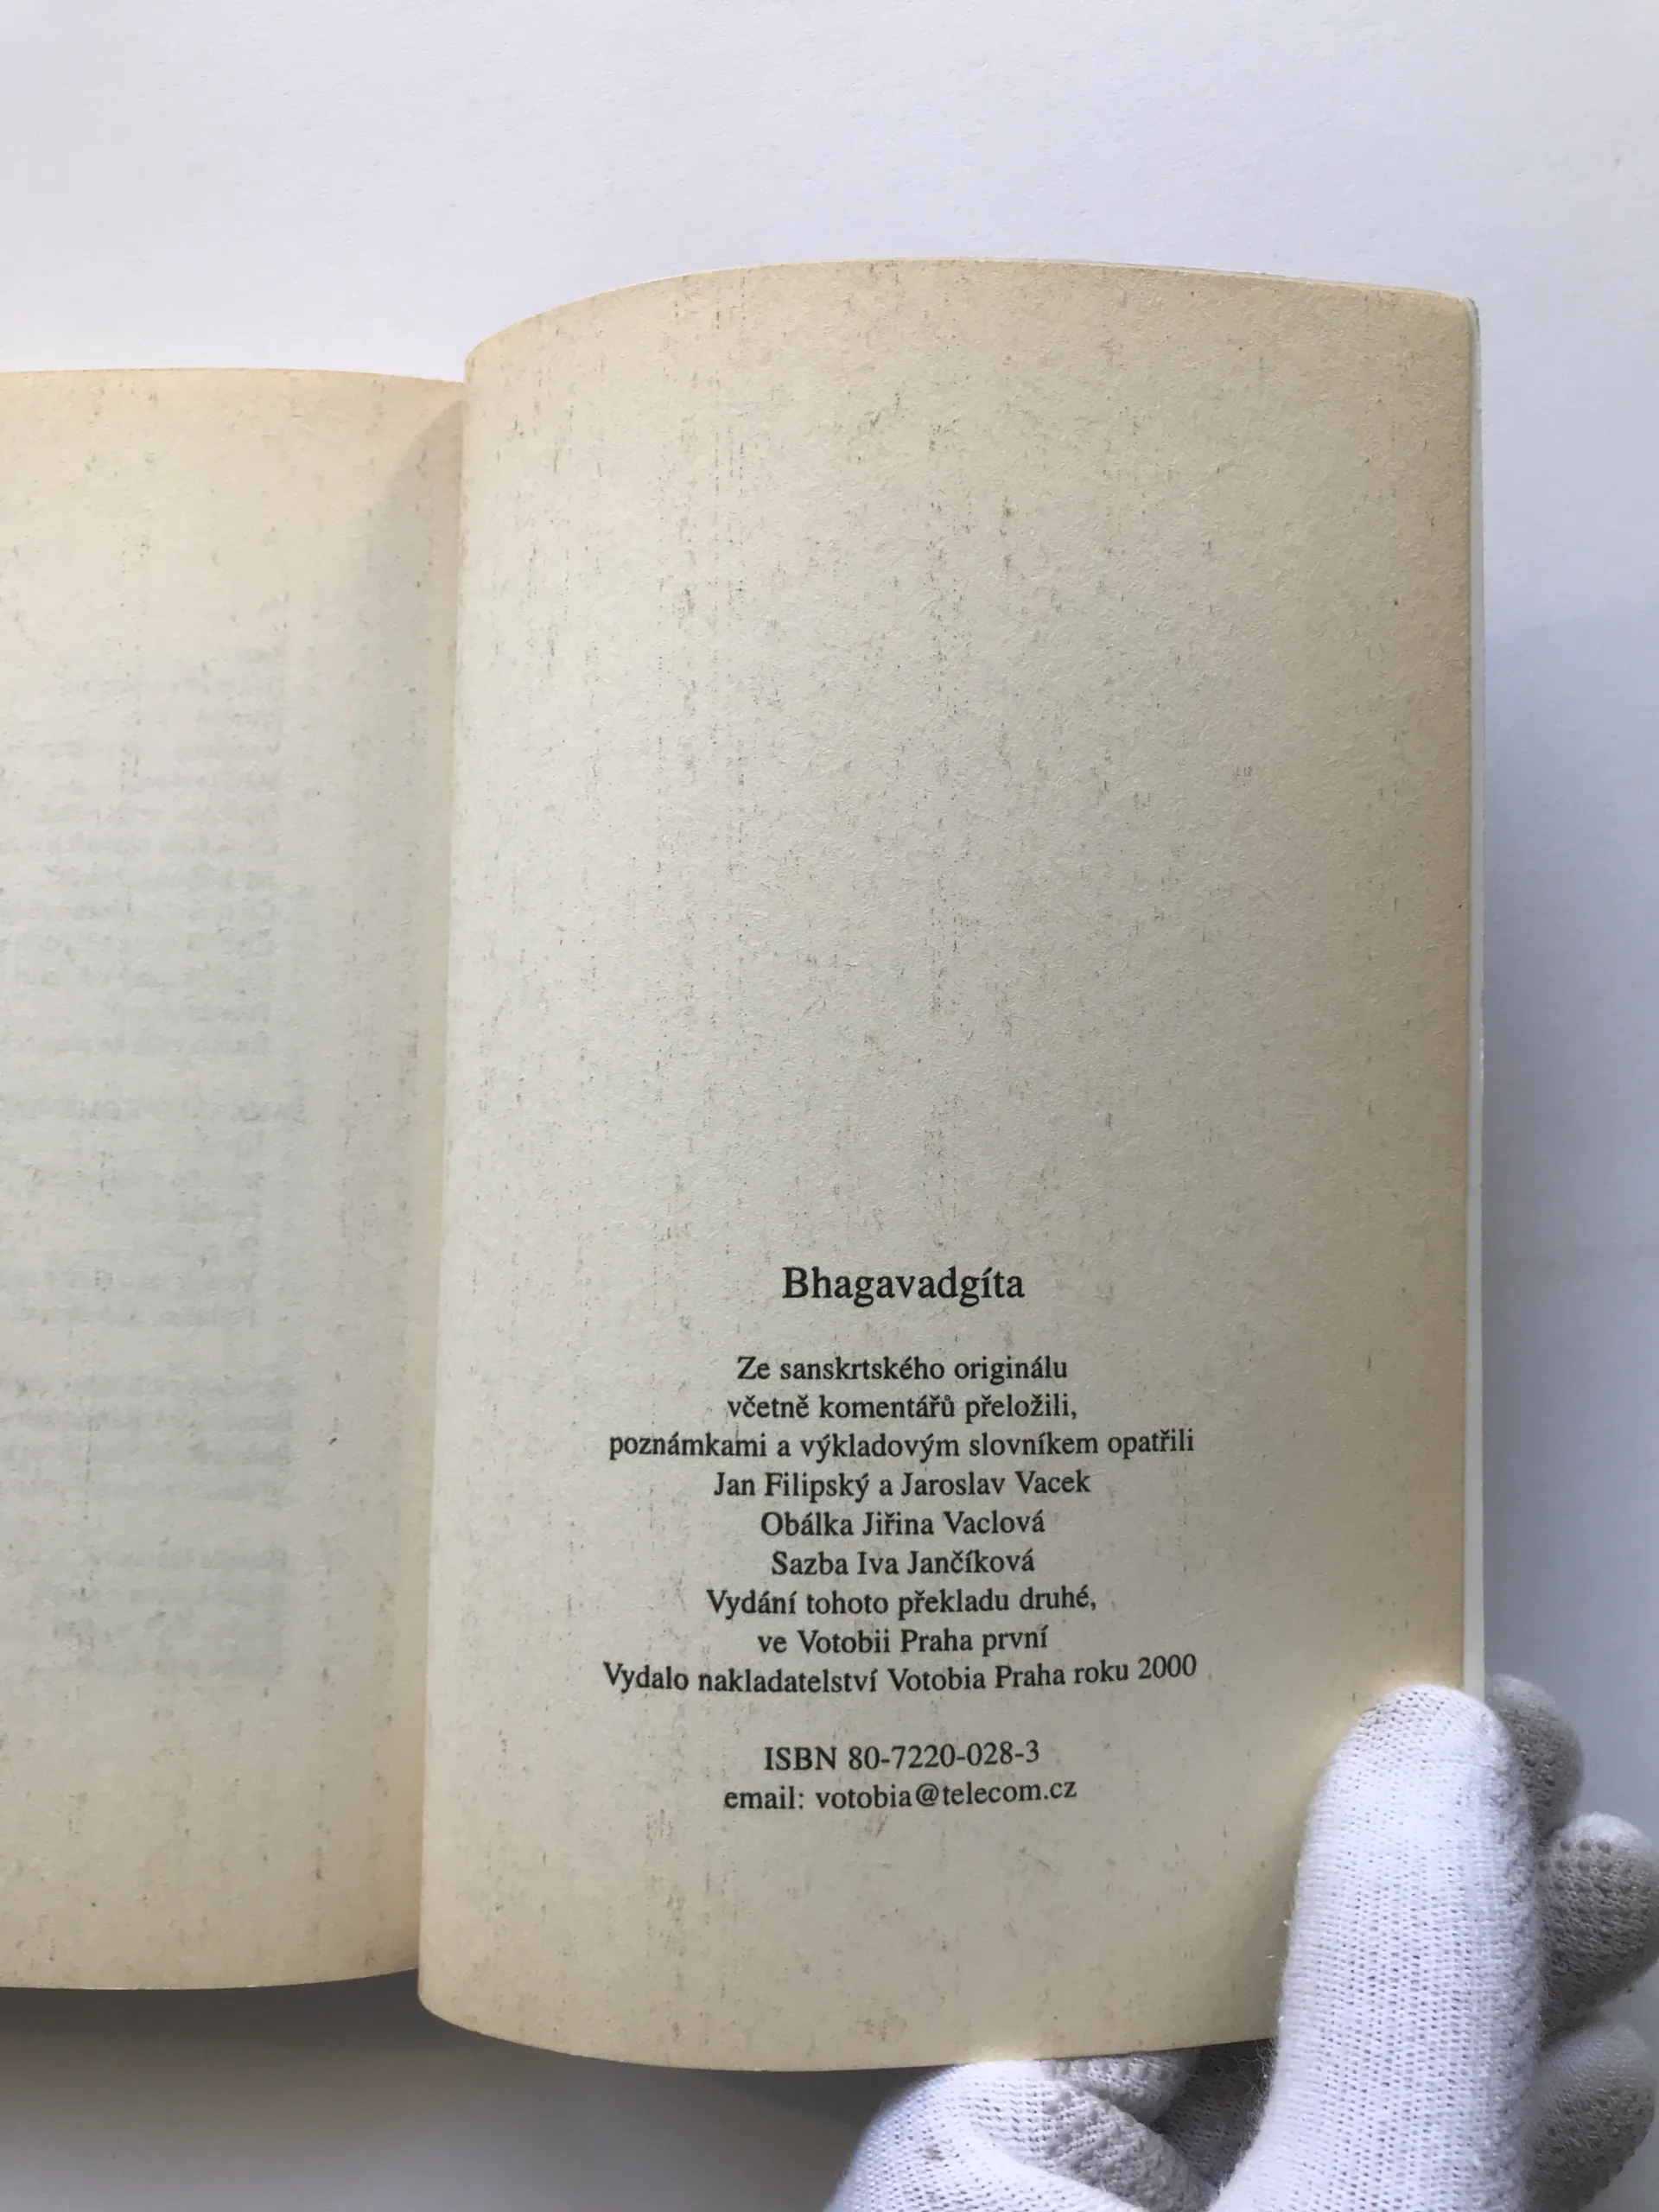 Bhagavadgíta
Ze sanskrtského originálu
včetně komentářů přeložili,
poznámkami a výkladovým slovníkem opatřili
Jan Filipský a Jaroslav Vacek
Obálka Jiřina Vaclová
Sazba Iva Jančíková
Vydání tohoto překladu druhé,
ve Votobii Praha první
Vydalo nakladatelství Votobia Praha roku 2000
ISBN 80-7220-028-3
email: votobia@telecom.cz